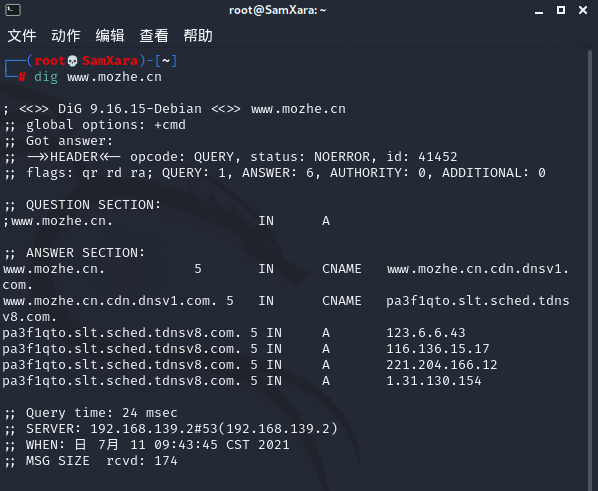 root@SamXara: ~
文件 动作 编辑 查看 帮助
┌──(root💀SamXara)-[~]
└─# dig www.mozhe.cn
; <<>> DiG 9.16.15-Debian <<>> www.mozhe.cn
;; global options: +cmd
;; Got answer:
;; ->>HEADER<<- opcode: QUERY, status: NOERROR, id: 41452
;; flags: qr rd ra; QUERY: 1, ANSWER: 6, AUTHORITY: 0, ADDITIONAL: 0
;; QUESTION SECTION:
;www.mozhe.cn. IN A
;; ANSWER SECTION:
www.mozhe.cn. 5 IN CNAME www.mozhe.cn.cdn.dnsv1.
com.
www.mozhe.cn.cdn.dnsv1.com. 5 IN CNAME pa3f1qto.slt.sched.tdns
v8.com.
pa3f1qto.slt.sched.tdnsv8.com. 5 IN A 123.6.6.43
pa3f1qto.slt.sched.tdnsv8.com. 5 IN A 116.136.15.17
pa3f1qto.slt.sched.tdnsv8.com. 5 IN A 221.204.166.12
pa3f1qto.slt.sched.tdnsv8.com. 5 IN A 1.31.130.154
;; Query time: 24 msec
;; SERVER: 192.168.139.2#53(192.168.139.2)
;; WHEN: 日 7月 11 09:43:45 CST 2021
;; MSG SIZE rcvd: 174